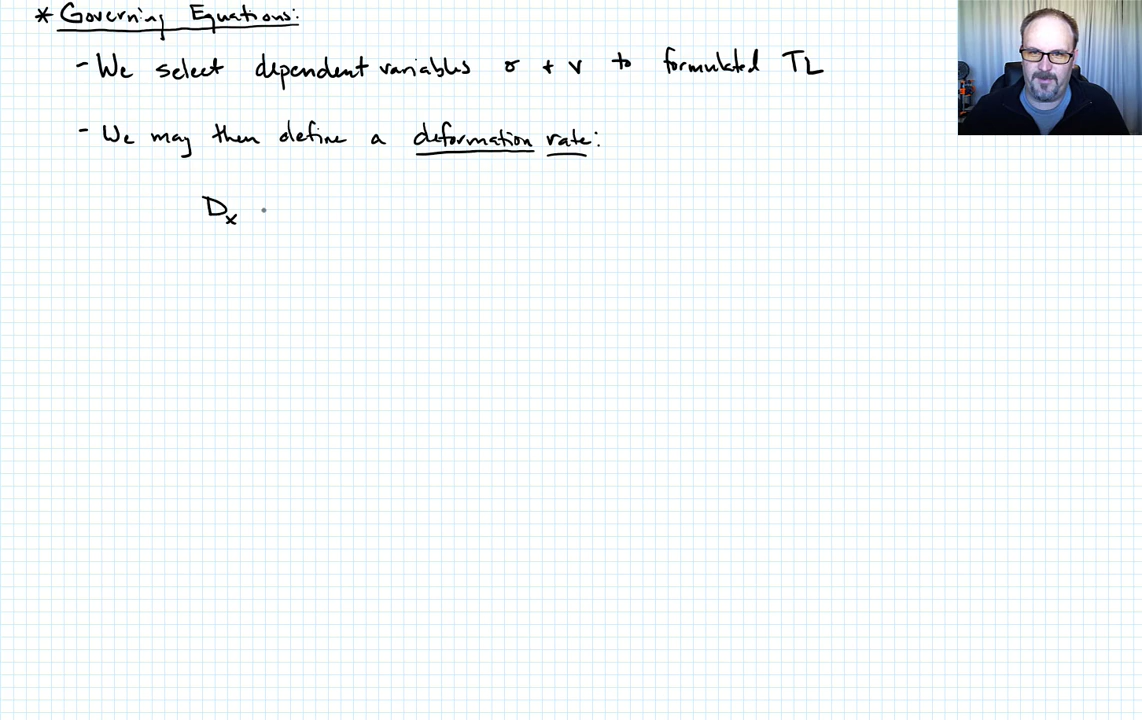 * Governing Equations:
- We select dependent variables σ + v to formulated TL
- We may then define a deformation rate:
Dx